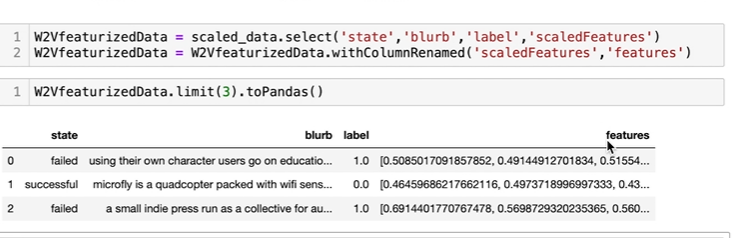 1 W2VfeaturizedData = scaled_data.select('state','blurb','label','scaledFeatures')
2 W2VfeaturizedData = W2VfeaturizedData.withColumnRenamed('scaledFeatures','features')
1 W2VfeaturizedData.limit(3).toPandas()
state blurb label features
0 failed using their own character users go on educatio... 1.0 [0.5085017091857852, 0.49144912701834, 0.51554...
1 successful microfly is a quadcopter packed with wifi sens... 0.0 [0.46459686217662116, 0.4973718996997333, 0.43...
2 failed a small indie press run as a collective for au... 1.0 [0.6914401770767478, 0.5698729320235365, 0.560...